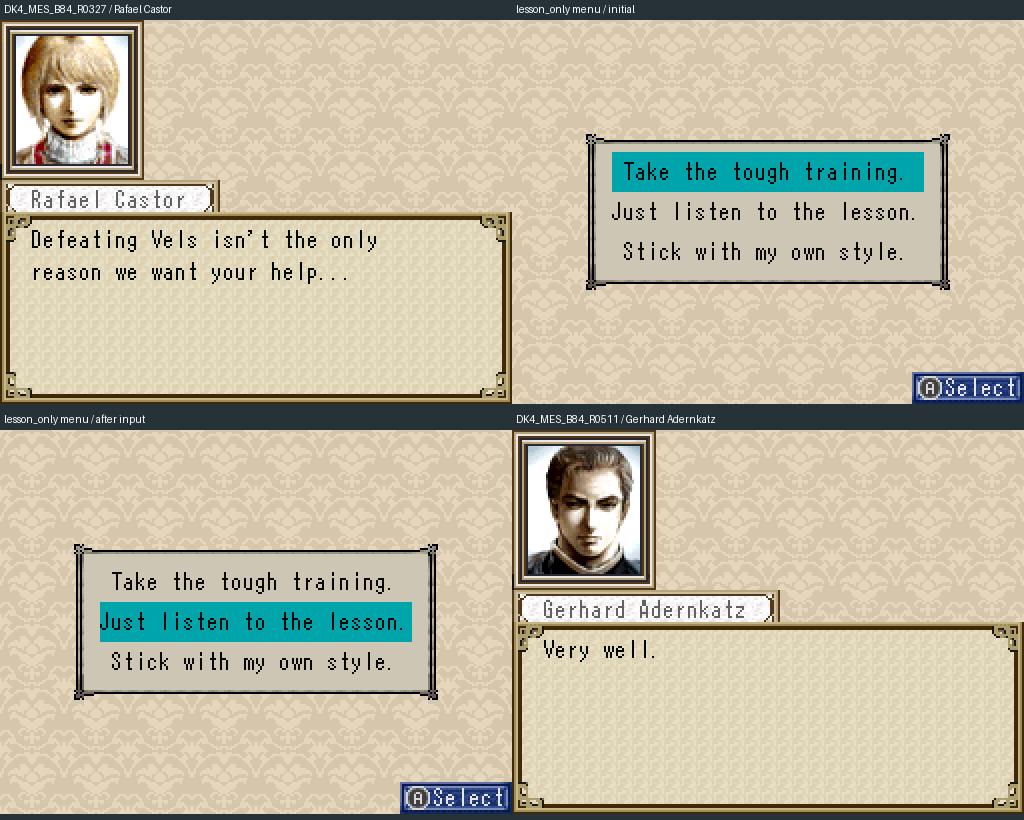 DK4_MES_B84_R0327 / Rafael Castor
Rafael Castor
Defeating Vels isn't the only
reason we want your help...
lesson_only menu / initial
Take the tough training.
Just listen to the lesson.
Stick with my own style.
A Select
lesson_only menu / after input
Take the tough training.
Just listen to the lesson.
Stick with my own style.
A Select
DK4_MES_B84_R0511 / Gerhard Adernkatz
Gerhard Adernkatz
Very well.